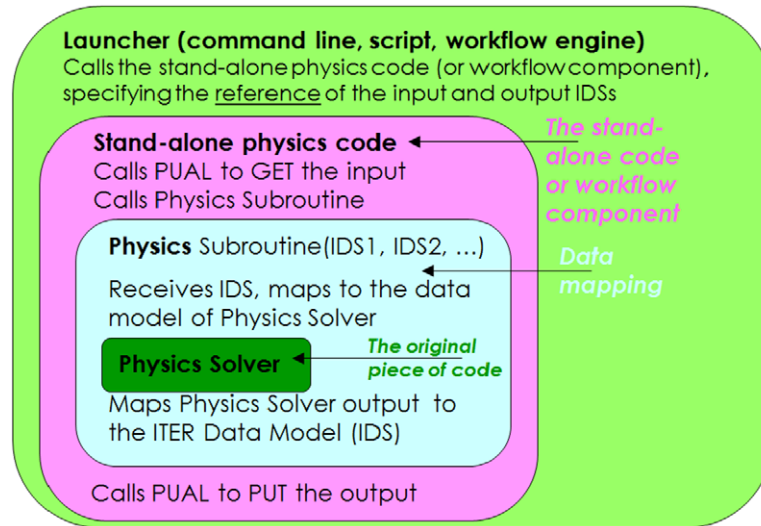 Launcher (command line, script, workflow engine)
Calls the stand-alone physics code (or workflow component),
specifying the reference of the input and output IDSs
Stand-alone physics code
Calls PUAL to GET the input
Calls Physics Subroutine
The stand-
alone code
or workflow
component
Physics Subroutine(IDS1, IDS2, …)
Data
mapping
Receives IDS, maps to the data
model of Physics Solver
Physics Solver
The original
piece of code
Maps Physics Solver output to
the ITER Data Model (IDS)
Calls PUAL to PUT the output